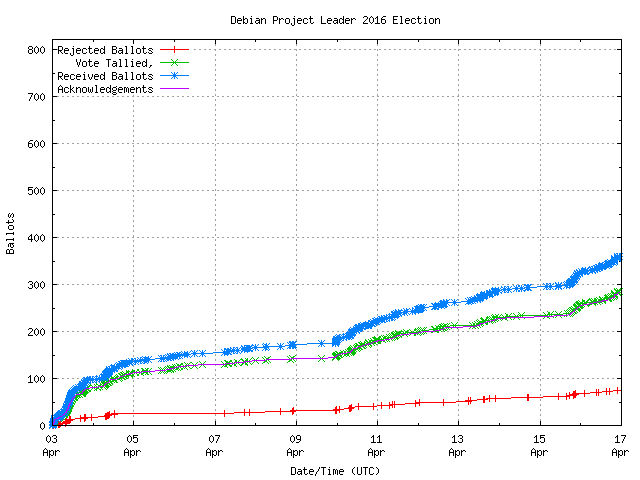 Debian Project Leader 2016 Election
800
700
600
500
400
300
200
100
0
Ballots
Rejected Ballots
Vote Tallied,
Received Ballots
Acknowledgements
03 05 07 09 11 13 15 17
Apr Apr Apr Apr Apr Apr Apr Apr
Date/Time (UTC)